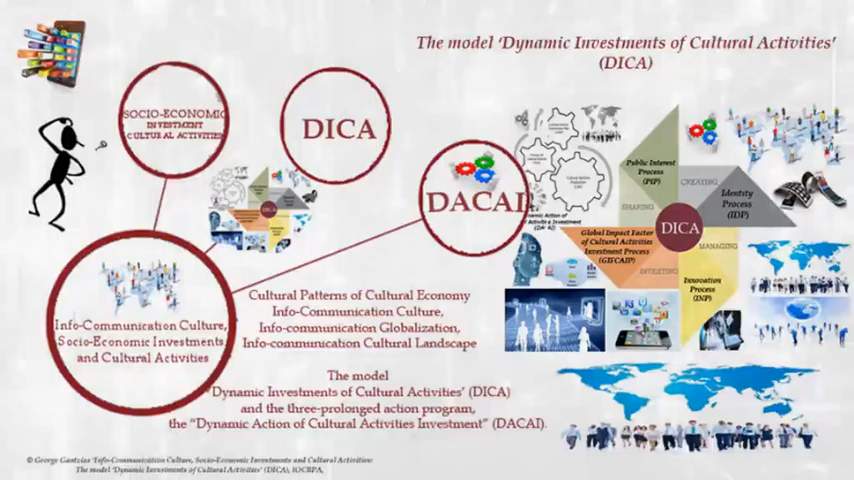 The model ‘Dynamic Investments of Cultural Activities’
(DICA)
SOCIO-ECONOMIC
INVESTMENT
CULTURAL ACTIVITIES
DICA
DACAI
Public Interest
Process
(PIP)
CREATING
Identity
Process
(IDP)
SHARING
DICA
Global Impact Factor
of Cultural Activities
Investment Process
(GIFCAIP)
MANAGING
INVESTING
Innovation
Process
(INP)
Info-Communication Culture,
Socio-Economic Investments
and Cultural Activities
Cultural Patterns of Cultural Economy
Info-Communication Culture,
Info-communication Globalization,
Info-communication Cultural Landscape
The model
'Dynamic Investments of Cultural Activities’ (DICA)
and the three-prolonged action program,
the “Dynamic Action of Cultural Activities Investment” (DACAI).
© George Gantzias ‘Info-Communication Culture, Socio-Economic Investments and Cultural Activities:
The model ‘Dynamic Investments of Cultural Activities’ (DICA), IOCBPA,